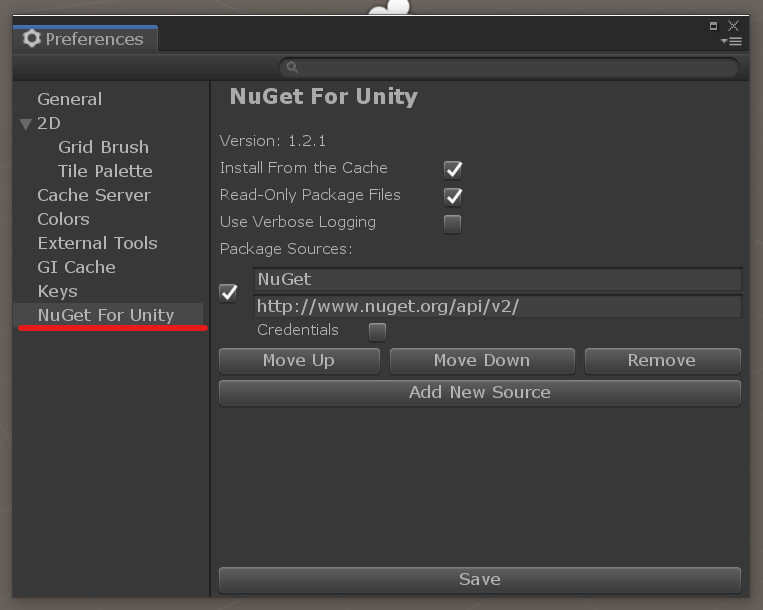 Preferences
General
2D
Grid Brush
Tile Palette
Cache Server
Colors
External Tools
GI Cache
Keys
NuGet For Unity
NuGet For Unity
Version: 1.2.1
Install From the Cache
Read-Only Package Files
Use Verbose Logging
Package Sources:
NuGet
http://www.nuget.org/api/v2/
Credentials
Move Up
Move Down
Remove
Add New Source
Save